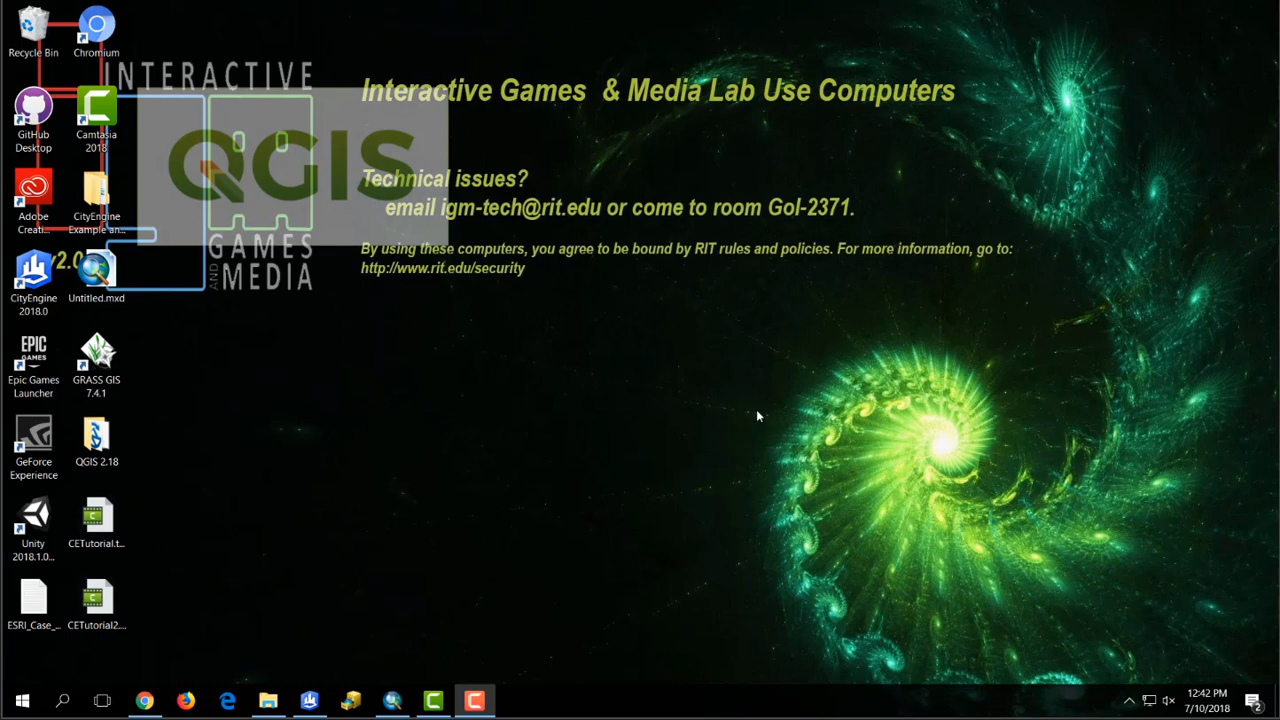 Recycle Bin
Chromium
GitHub Desktop
Camtasia 2018
Adobe Creati...
CityEngine Example an...
CityEngine 2018.0
Untitled.mxd
Epic Games Launcher
GRASS GIS 7.4.1
GeForce Experience
QGIS 2.18
Unity 2018.1.0...
CETutorial.t...
ESRI_Case_...
CETutorial2....
EPIC GAMES
INTERACTIVE
GAMES
AND MEDIA
QGIS
v2.0
Interactive Games & Media Lab Use Computers
Technical issues?
email igm-tech@rit.edu or come to room Gol-2371.
By using these computers, you agree to be bound by RIT rules and policies. For more information, go to:
http://www.rit.edu/security
12:42 PM
7/10/2018
2